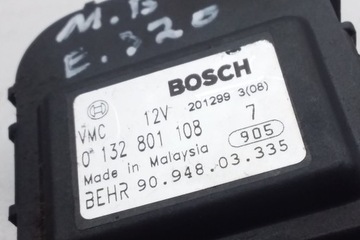 M.B
E.320
BOSCH
VMC 12V 201299 3(08)
0 132 801 108 7
Made in Malaysia 905
BEHR 90.948.03.335